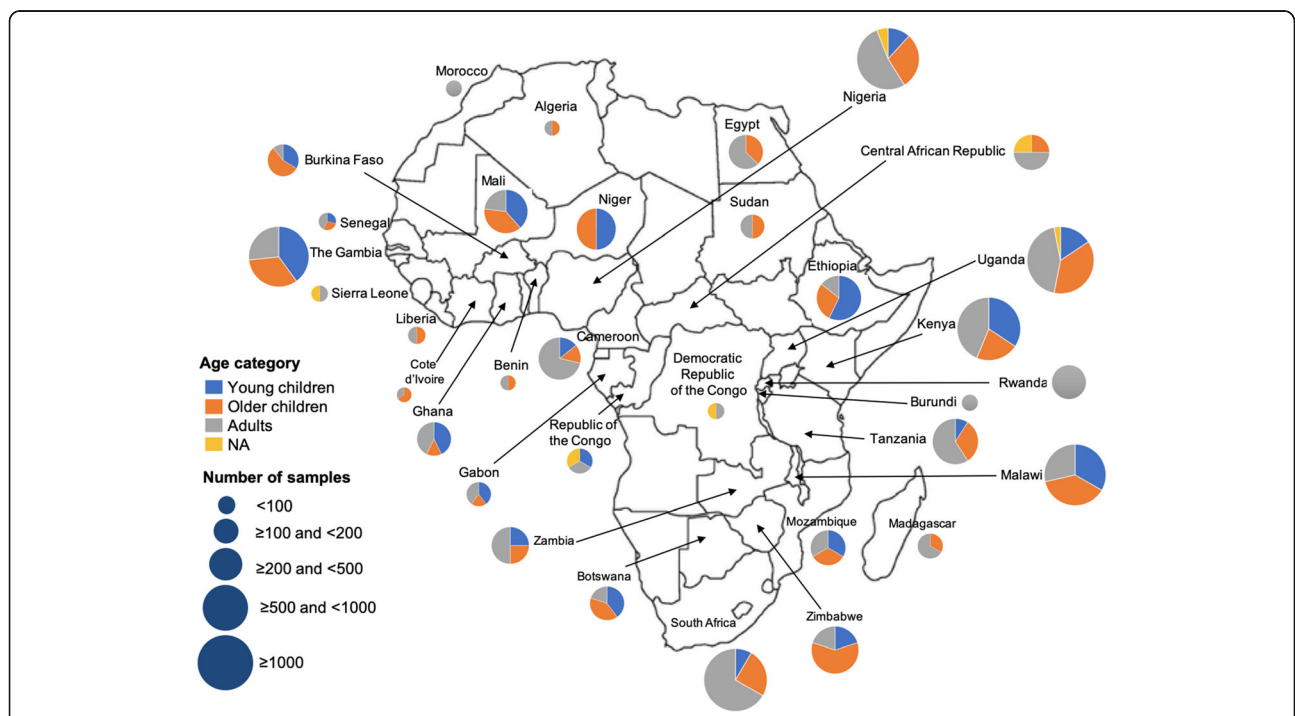 Morocco
Algeria
Nigeria
Egypt
Central African Republic
Burkina Faso
Mali
Niger
Sudan
Senegal
The Gambia
Uganda
Ethiopia
Sierra Leone
Kenya
Liberia
Cameroon
Democratic
Republic
of the Congo
Cote
d'Ivoire
Benin
Rwanda
Burundi
Ghana
Republic of
the Congo
Tanzania
Gabon
Malawi
Zambia
Mozambique
Madagascar
Botswana
Zimbabwe
South Africa
Age category
Young children
Older children
Adults
NA
Number of samples
<100
≥100 and <200
≥200 and <500
≥500 and <1000
≥1000